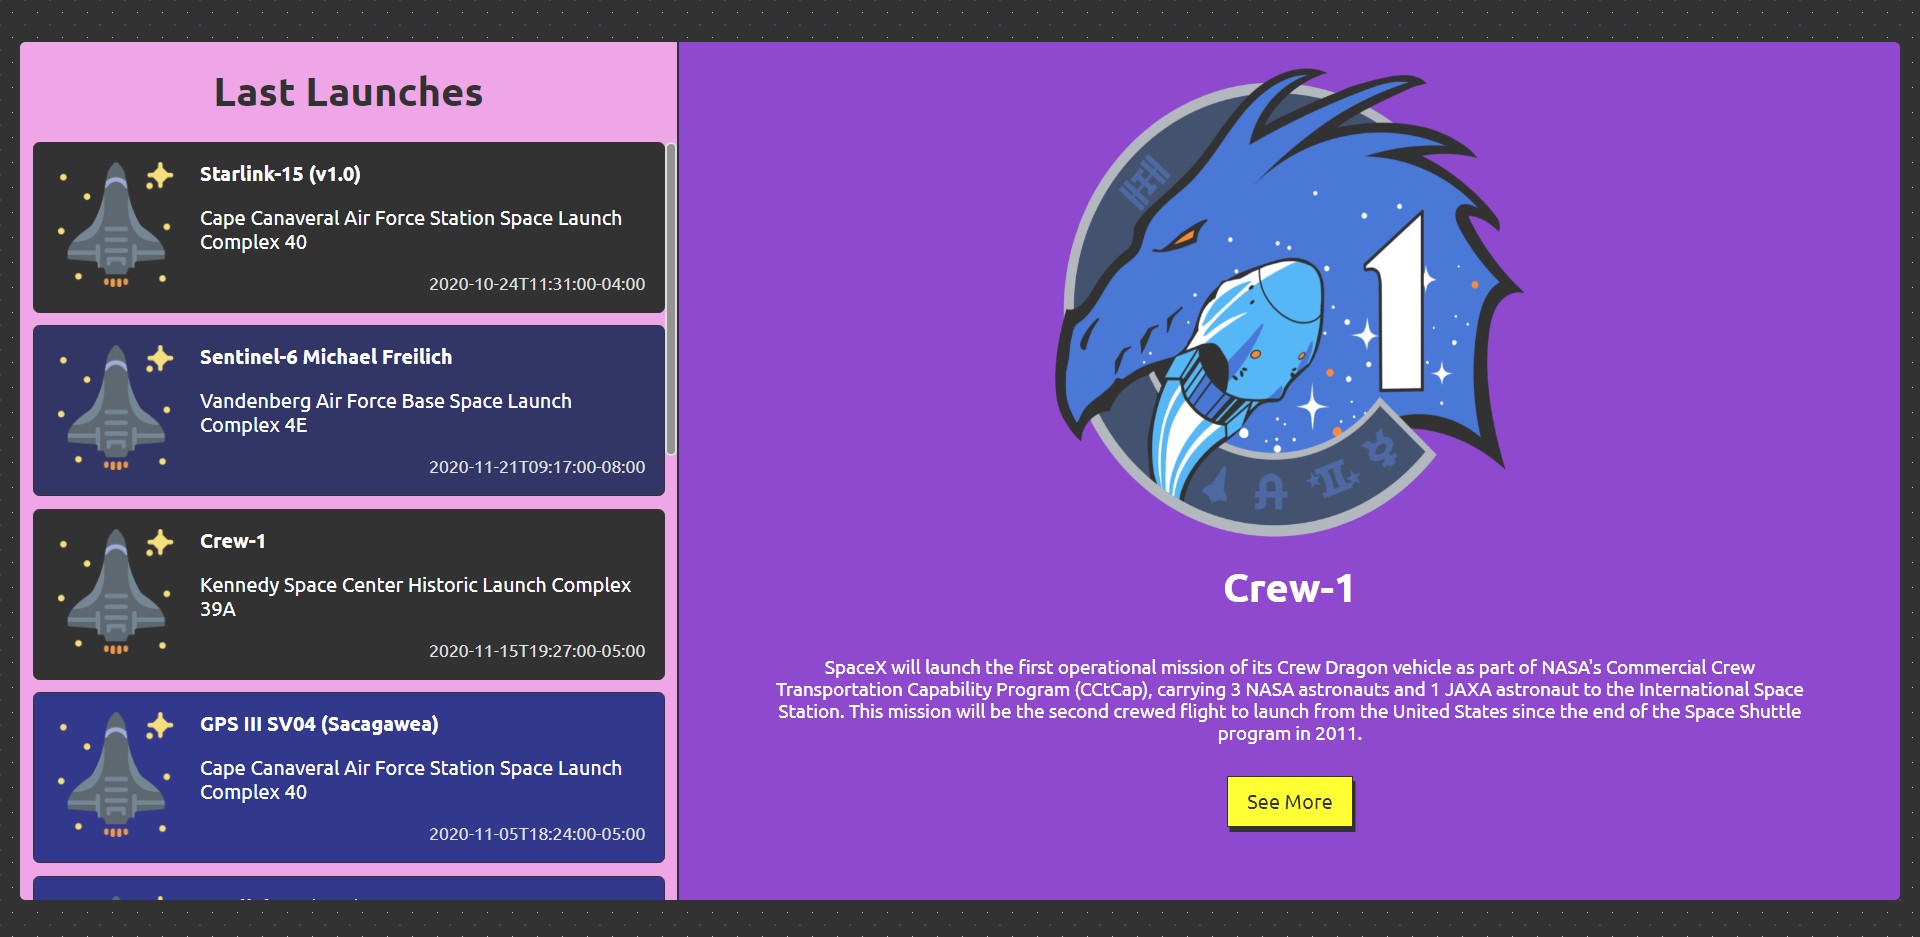 Last Launches
Starlink-15 (v1.0)
Cape Canaveral Air Force Station Space Launch
Complex 40
2020-10-24T11:31:00-04:00
Sentinel-6 Michael Freilich
Vandenberg Air Force Base Space Launch
Complex 4E
2020-11-21T09:17:00-08:00
Crew-1
Kennedy Space Center Historic Launch Complex
39A
2020-11-15T19:27:00-05:00
GPS III SV04 (Sacagawea)
Cape Canaveral Air Force Station Space Launch
Complex 40
2020-11-05T18:24:00-05:00
1
Crew-1
SpaceX will launch the first operational mission of its Crew Dragon vehicle as part of NASA's Commercial Crew
Transportation Capability Program (CCtCap), carrying 3 NASA astronauts and 1 JAXA astronaut to the International Space
Station. This mission will be the second crewed flight to launch from the United States since the end of the Space Shuttle
program in 2011.
See More